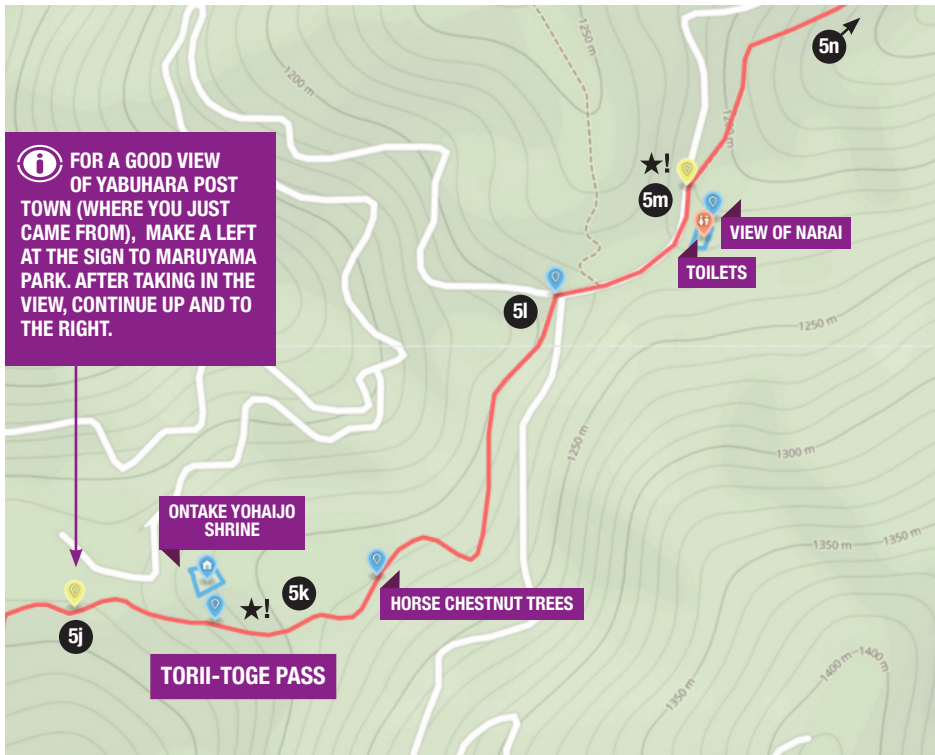 5n
1250 m
1200 m
1200 m
FOR A GOOD VIEW
OF YABUHARA POST
TOWN (WHERE YOU JUST
CAME FROM), MAKE A LEFT
AT THE SIGN TO MARUYAMA
PARK. AFTER TAKING IN THE
VIEW, CONTINUE UP AND TO
THE RIGHT.
★!
5m
VIEW OF NARAI
TOILETS
5l
1250 m
1250 m
1300 m
ONTAKE YOHAIJO
SHRINE
1350 m
1350 m
5k
★!
HORSE CHESTNUT TREES
5j
TORII-TOGE PASS
1350 m
1400 m
1400 m